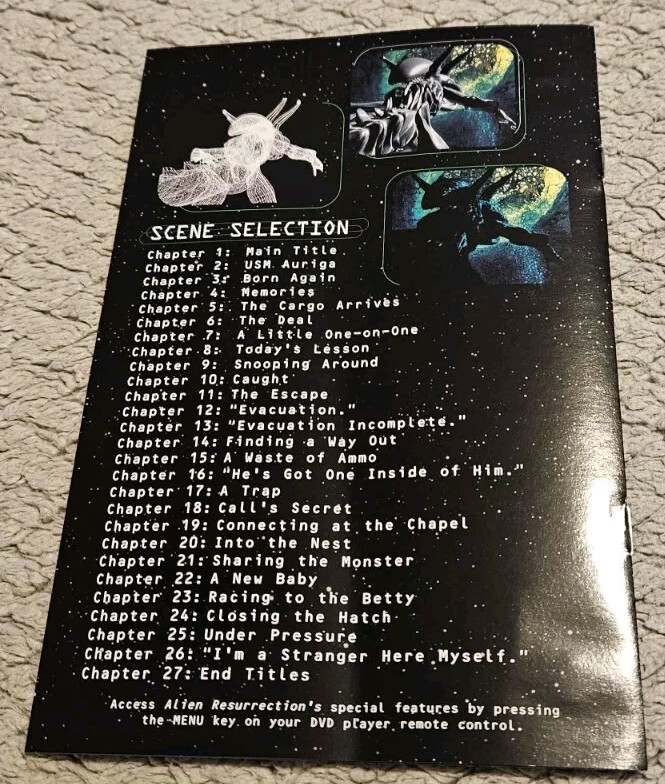 SCENE SELECTION
Chapter 1: Main Title
Chapter 2: USM Auriga
Chapter 3: Born Again
Chapter 4: Memories
Chapter 5: The Cargo Arrives
Chapter 6: The Deal
Chapter 7: A Little One-on-One
Chapter 8: Today's Lesson
Chapter 9: Snooping Around
Chapter 10: Caught
Chapter 11: The Escape
Chapter 12: "Evacuation."
Chapter 13: "Evacuation Incomplete."
Chapter 14: Finding a Way Out
Chapter 15: A Waste of Ammo
Chapter 16: "He's Got One Inside of Him."
Chapter 17: A Trap
Chapter 18: Call's Secret
Chapter 19: Connecting at the Chapel
Chapter 20: Into the Nest
Chapter 21: Sharing the Monster
Chapter 22: A New Baby
Chapter 23: Racing to the Betty
Chapter 24: Closing the Hatch
Chapter 25: Under Pressure
Chapter 26: "I'm a Stranger Here Myself."
Chapter 27: End Titles
Access Alien Resurrection's special features by pressing
the MENU key on your DVD player remote control.